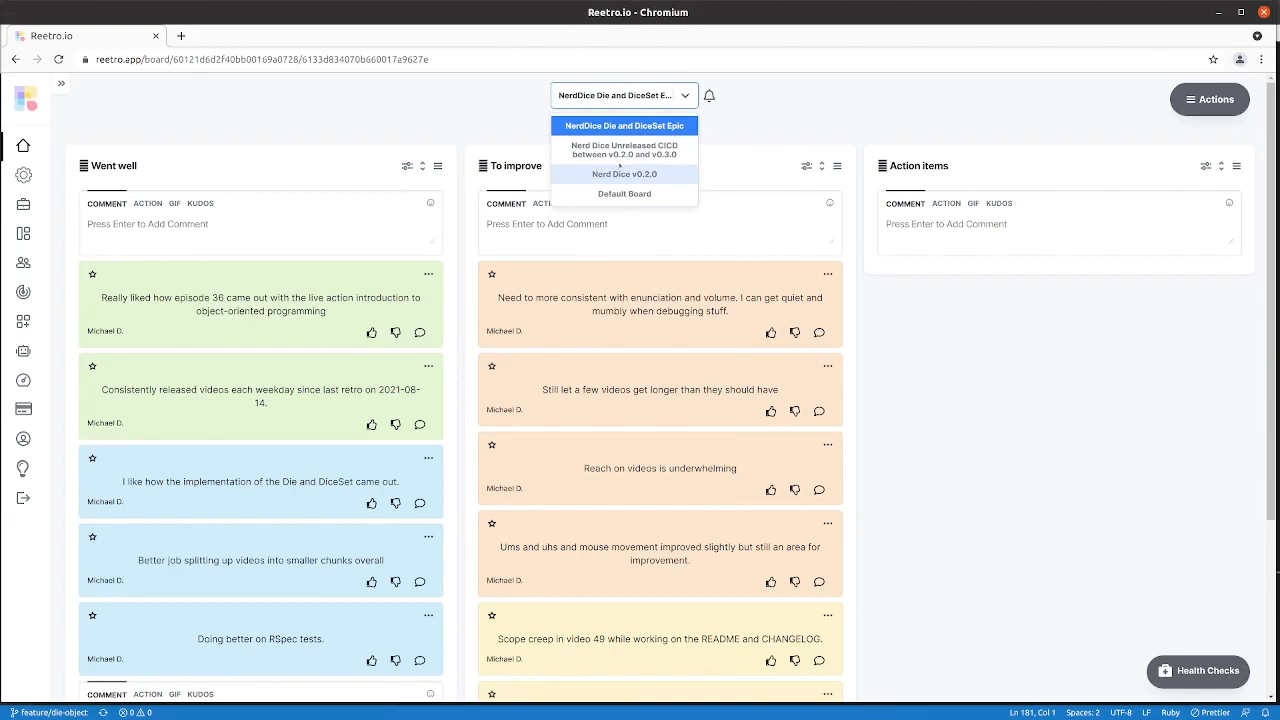 Reetro.io - Chromium
Reetro.io
reetro.app/board/60121d6d2f40bb00169a0728/6133d834070b660017a9627e
NerdDice Die and DiceSet E...
Actions
NerdDice Die and DiceSet Epic
Nerd Dice Unreleased CICD
between v0.2.0 and v0.3.0
Nerd Dice v0.2.0
Default Board
Went well
COMMENT ACTION GIF KUDOS
Press Enter to Add Comment
Really liked how episode 36 came out with the live action introduction to
object-oriented programming
Michael D.
Consistently released videos each weekday since last retro on 2021-08-
14.
Michael D.
I like how the implementation of the Die and DiceSet came out.
Michael D.
Better job splitting up videos into smaller chunks overall
Michael D.
Doing better on RSpec tests.
Michael D.
COMMENT ACTION GIF KUDOS
To improve
COMMENT ACTI
Press Enter to Add Comment
Need to more consistent with enunciation and volume. I can get quiet and
mumbly when debugging stuff.
Michael D.
Still let a few videos get longer than they should have
Michael D.
Reach on videos is underwhelming
Michael D.
Ums and uhs and mouse movement improved slightly but still an area for
improvement.
Michael D.
Scope creep in video 49 while working on the README and CHANGELOG.
Michael D.
Action items
COMMENT ACTION GIF KUDOS
Press Enter to Add Comment
Health Checks
feature/die-object 0 0 Ln 181, Col 1 Spaces: 2 UTF-8 LF Ruby Prettier